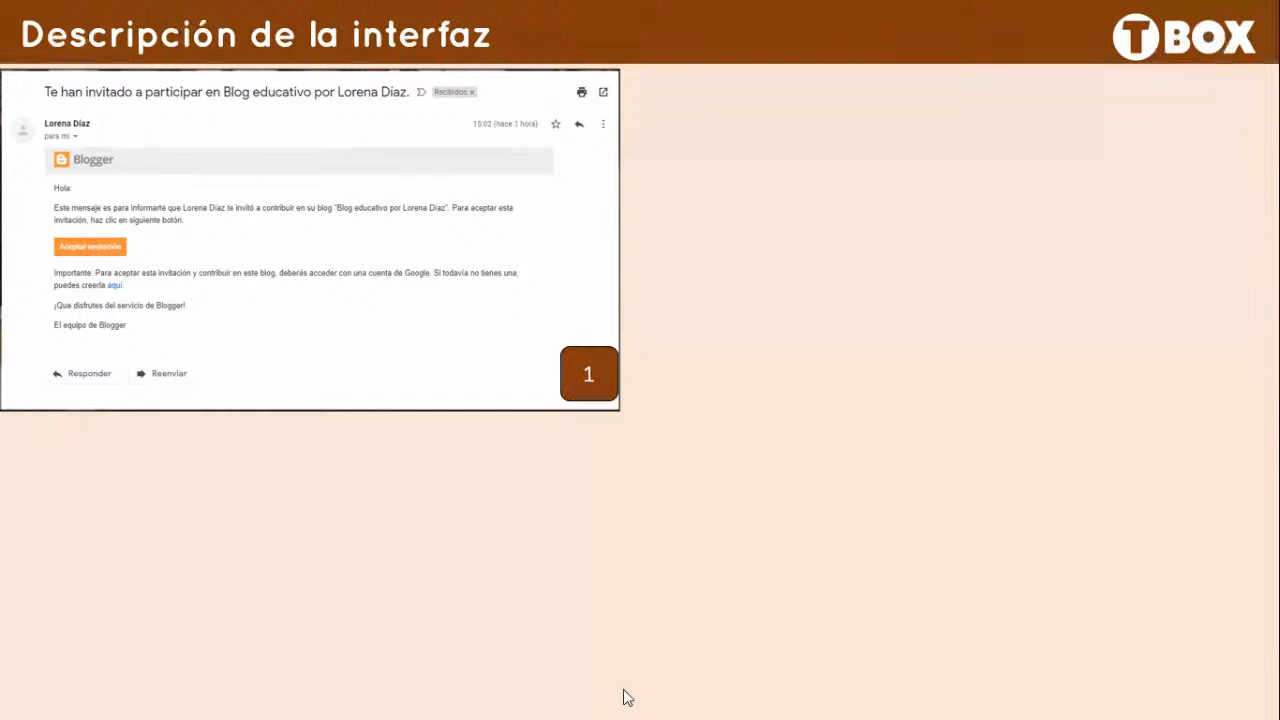 Descripción de la interfaz
TBOX
Te han invitado a participar en Blog educativo por Lorena Díaz.
Recibidos x
Lorena Díaz
15:02 (hace 1 hora)
para mi
Blogger
Hola:
Este mensaje es para informarte que Lorena Díaz te invitó a contribuir en su blog "Blog educativo por Lorena Díaz". Para aceptar esta
invitación, haz clic en siguiente botón.
Aceptar invitación
Importante: Para aceptar esta invitación y contribuir en este blog, deberás acceder con una cuenta de Google. Si todavía no tienes una,
puedes creerla aquí.
¡Que disfrutes del servicio de Blogger!
El equipo de Blogger
Responder
Reenviar
1